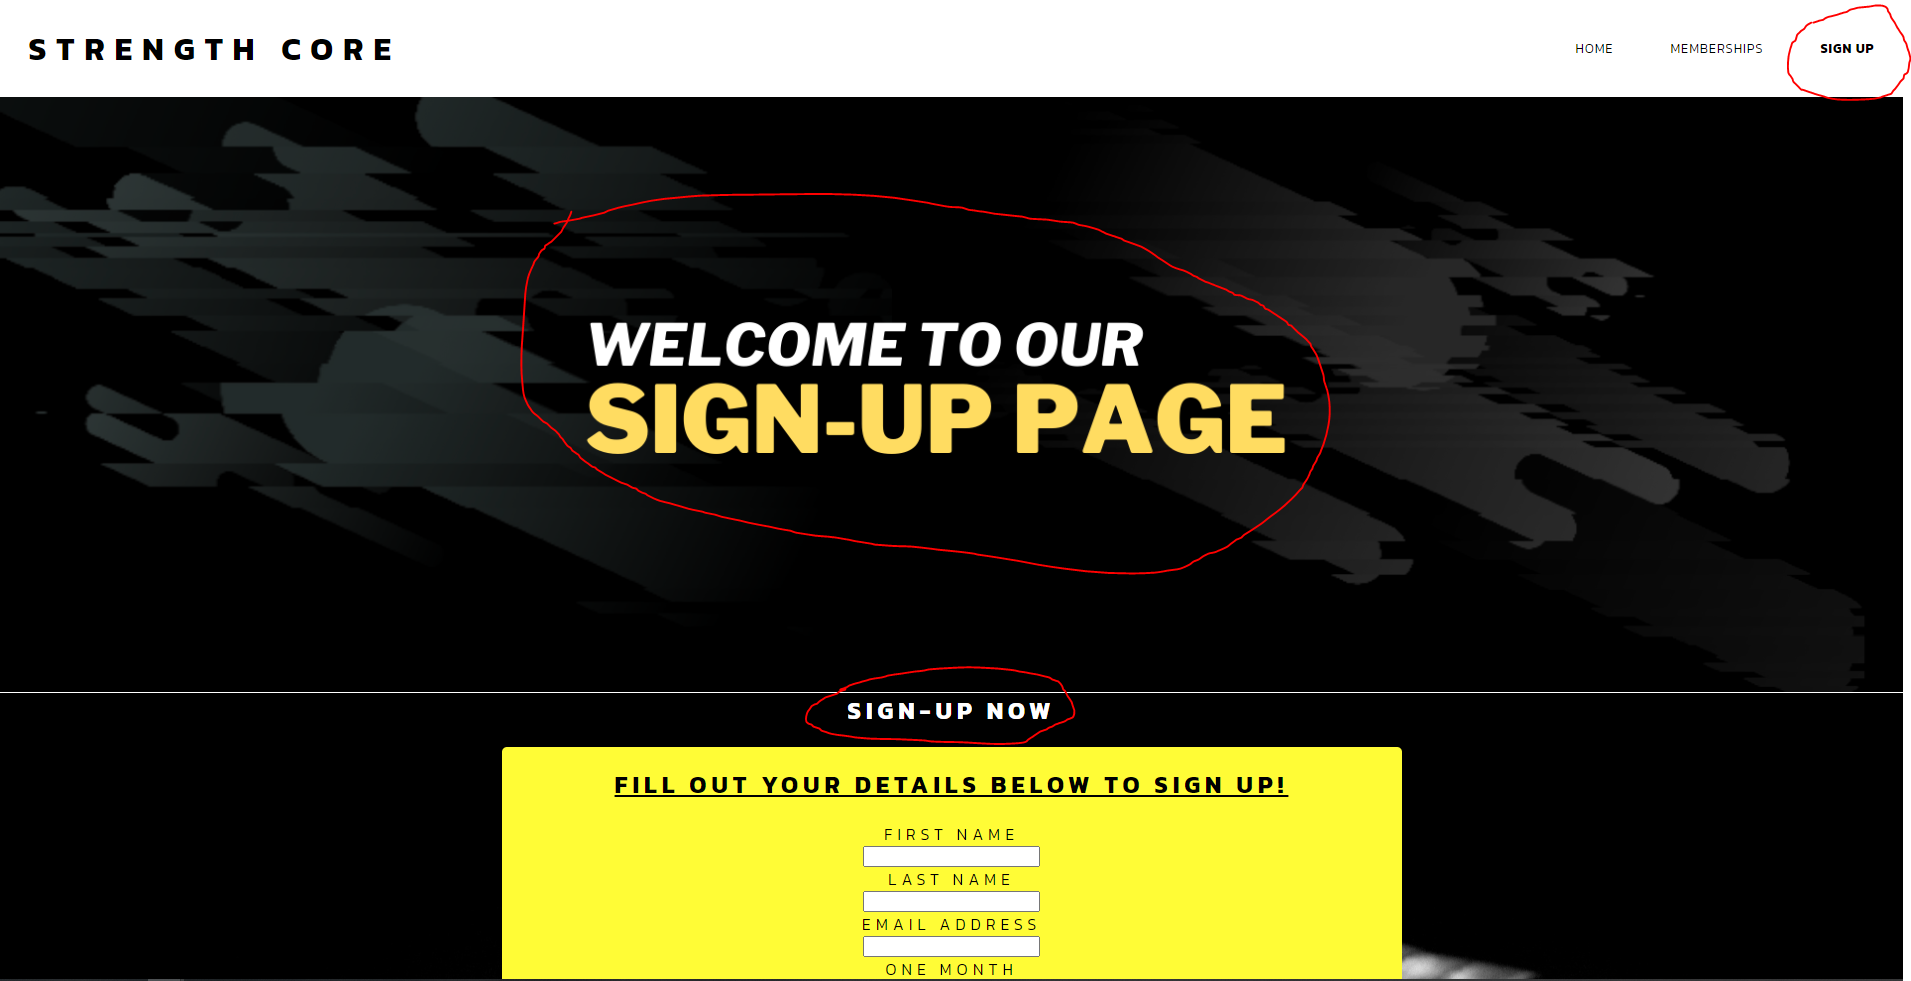 STRENGTH CORE
HOME MEMBERSHIPS SIGN UP
WELCOME TO OUR
SIGN-UP PAGE
SIGN-UP NOW
FILL OUT YOUR DETAILS BELOW TO SIGN UP!
FIRST NAME
LAST NAME
EMAIL ADDRESS
ONE MONTH